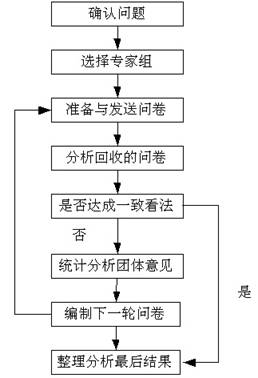 确认问题
选择专家组
准备与发送问卷
分析回收的问卷
是否达成一致看法
否
统计分析团体意见
是
编制下一轮问卷
整理分析最后结果